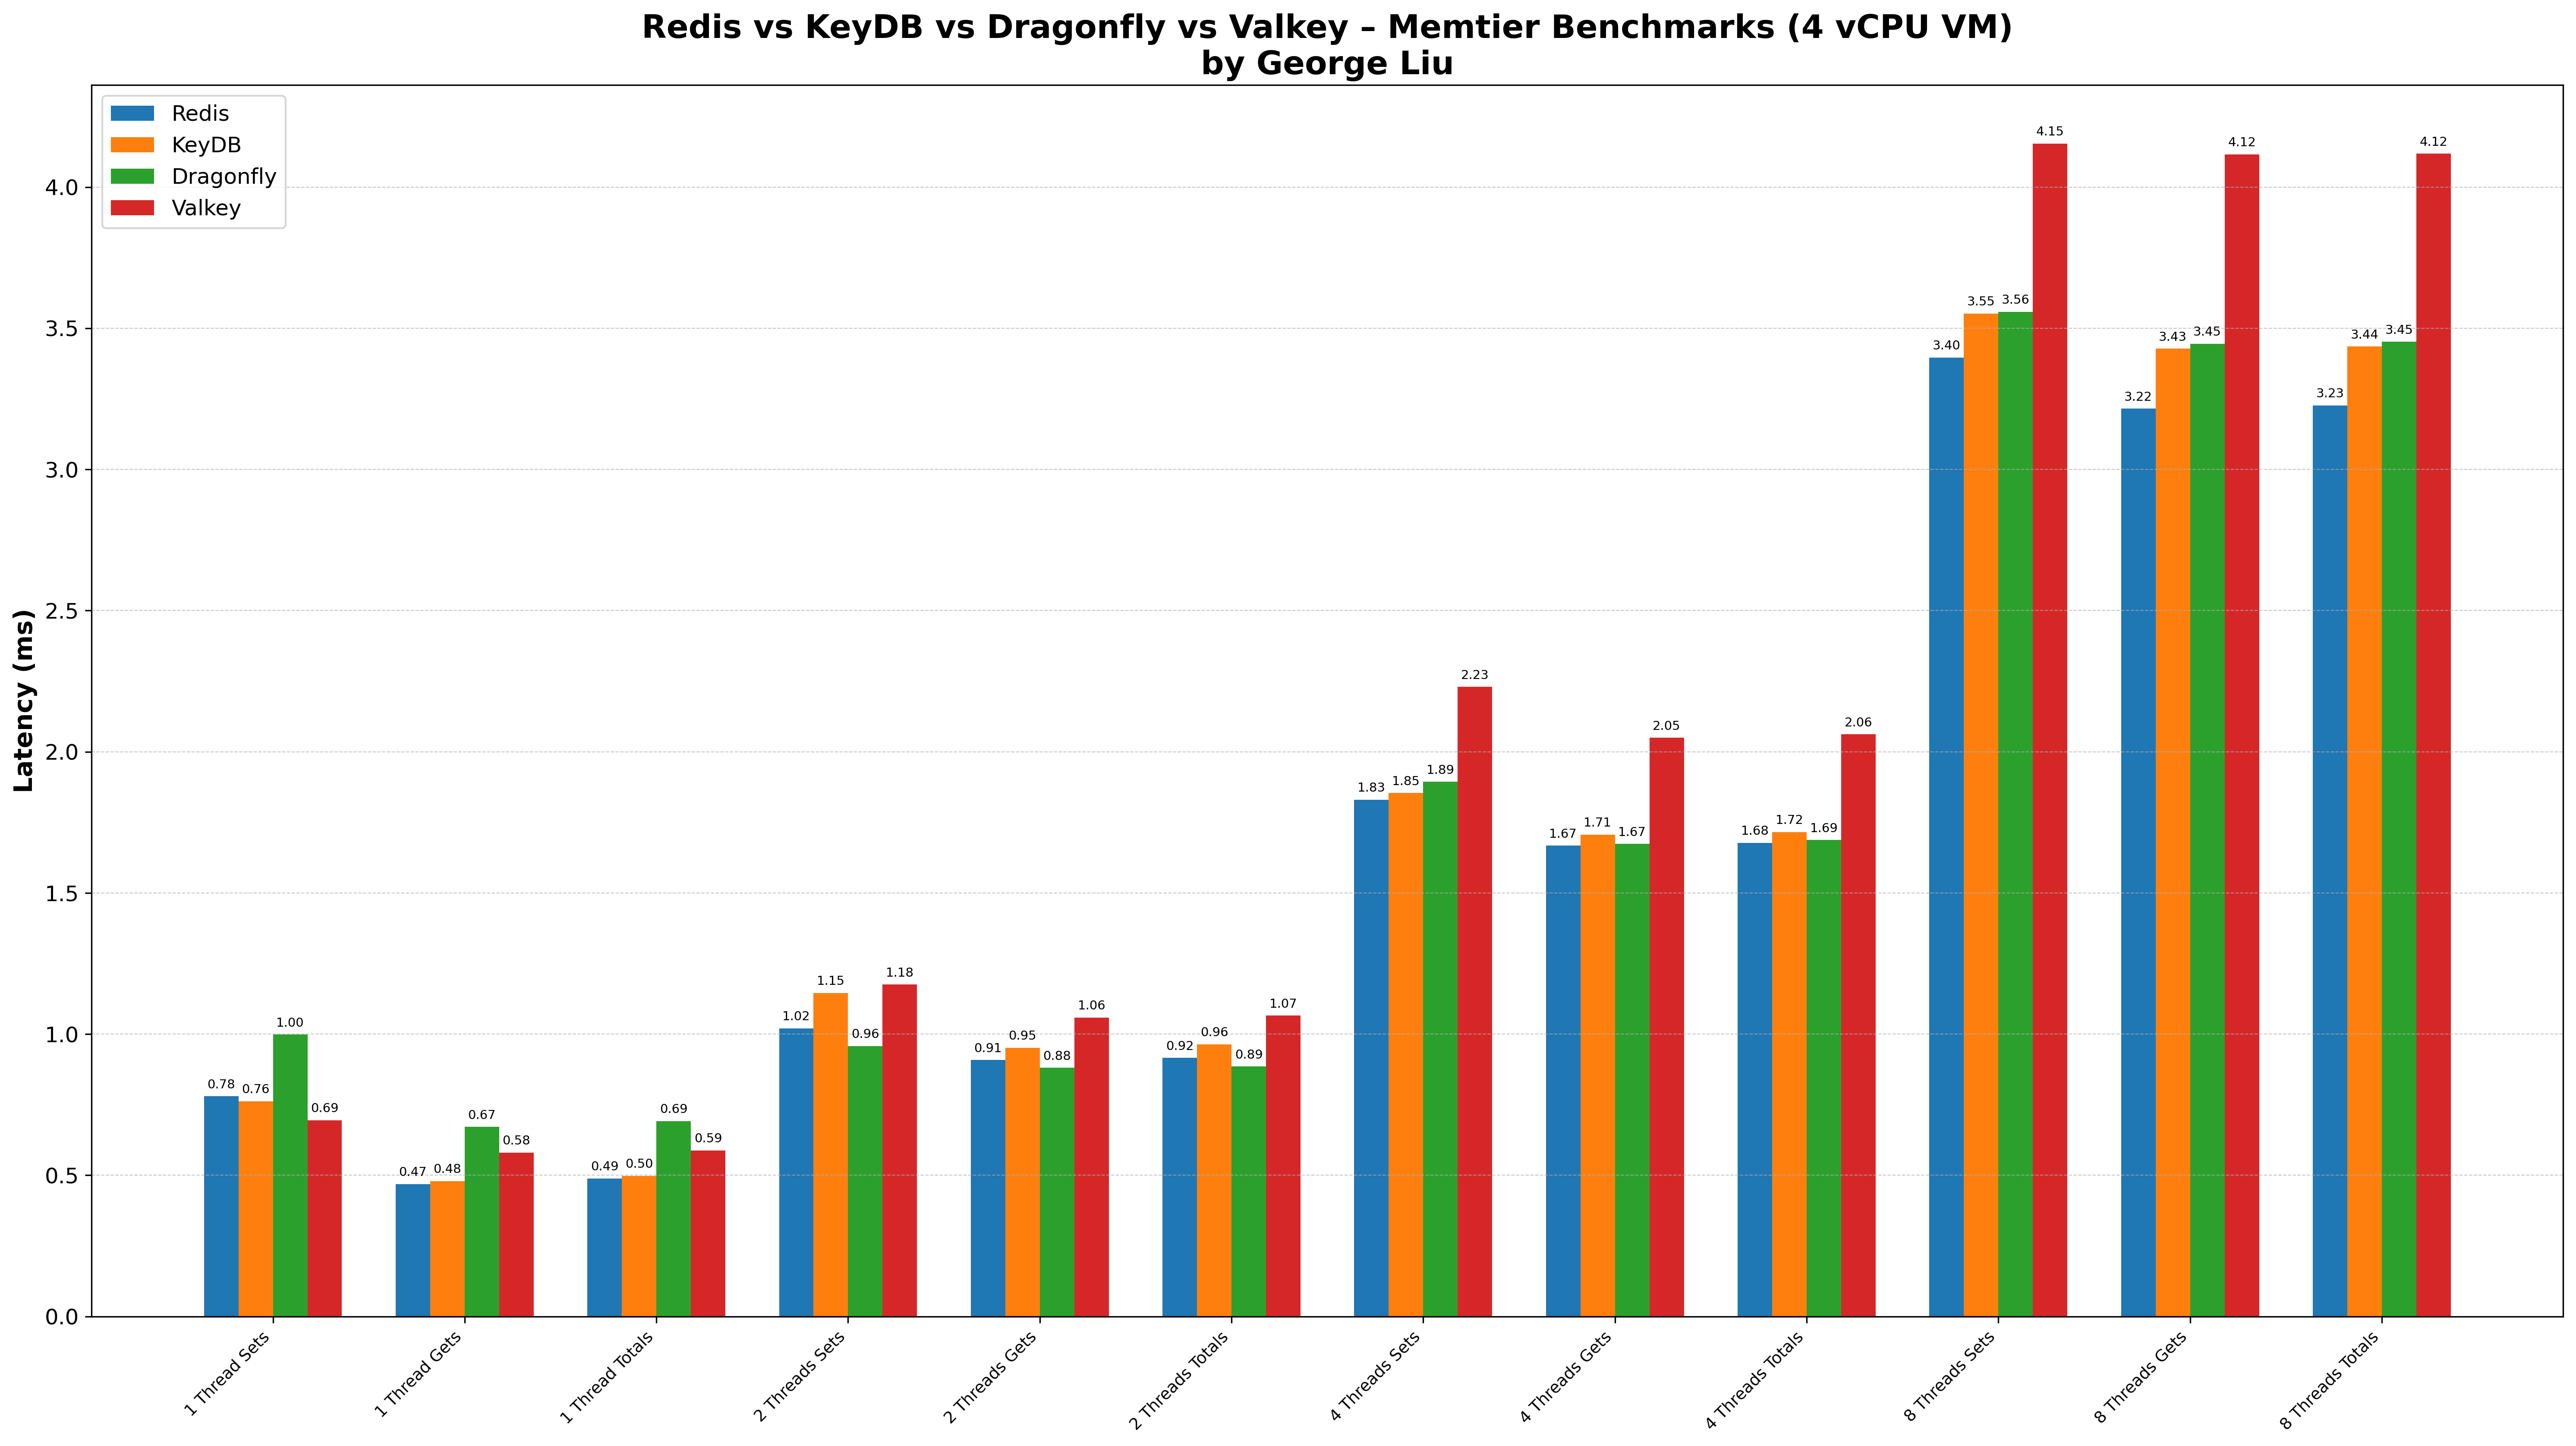 Redis vs KeyDB vs Dragonfly vs Valkey – Memtier Benchmarks (4 vCPU VM)
by George Liu
Redis
KeyDB
Dragonfly
Valkey
Latency (ms)
4.0
3.5
3.0
2.5
2.0
1.5
1.0
0.5
0.0
0.78 0.76 1.00 0.69
0.47 0.48 0.67 0.58
0.49 0.50 0.69 0.59
1.02 1.15 0.96 1.18
0.91 0.95 0.88 1.06
0.92 0.96 0.89 1.07
1.83 1.85 1.89 2.23
1.67 1.71 1.67 2.05
1.68 1.72 1.69 2.06
3.40 3.55 3.56 4.15
3.22 3.43 3.45 4.12
3.23 3.44 3.45 4.12
1 Thread Sets
1 Thread Gets
1 Thread Totals
2 Threads Sets
2 Threads Gets
2 Threads Totals
4 Threads Sets
4 Threads Gets
4 Threads Totals
8 Threads Sets
8 Threads Gets
8 Threads Totals